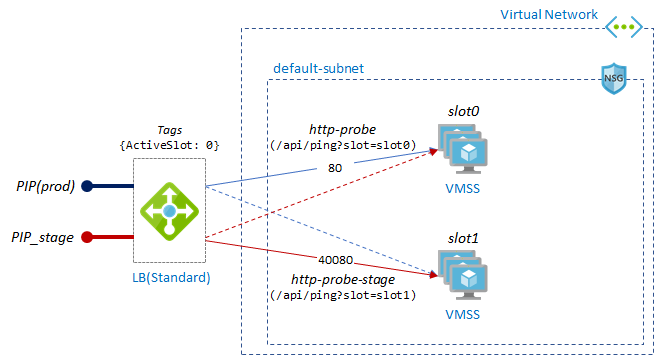 Virtual Network
default-subnet
NSG
slot0
Tags
{ActiveSlot: 0}
http-probe
(/api/ping?slot=slot0)
80
VMSS
PIP(prod)
PIP_stage
slot1
40080
LB(Standard)
http-probe-stage
(/api/ping?slot=slot1)
VMSS